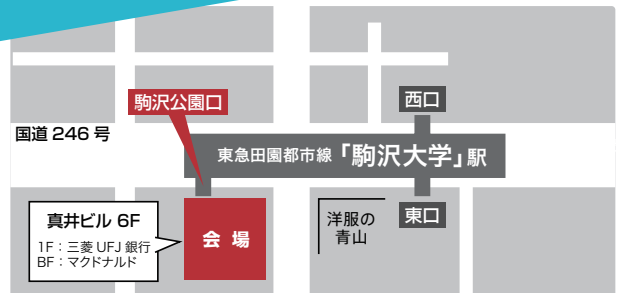 駒沢公園口
西口
国道 246 号
東急田園都市線「駒沢大学」駅
真井ビル 6F
1F：三菱 UFJ 銀行
BF：マクドナルド
会 場
洋服の
青山
東口